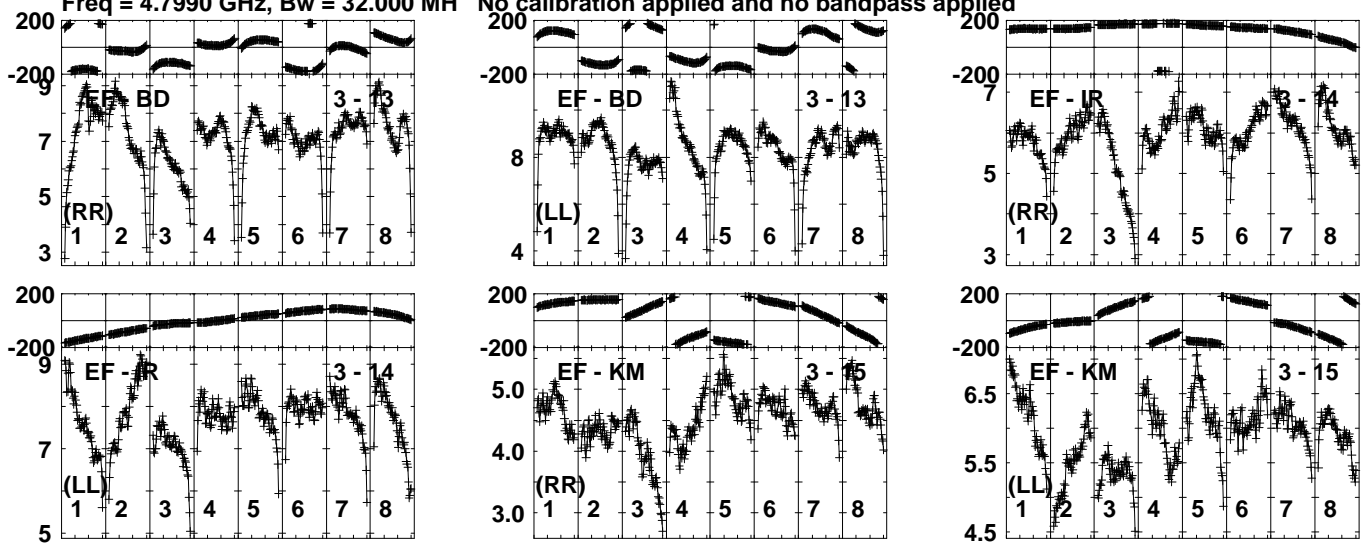 Freq = 4.7990 GHz, Bw = 32.000 MH No calibration applied and no bandpass applied
200
-200
9
7
5
3
EF - BD 3 - 13
(RR)
1 2 3 4 5 6 7 8
8
4
EF - BD 3 - 13
(LL)
1 2 3 4 5 6 7 8
200
-200
200
-200
7
5
3
EF - IR 3 - 14
(RR)
1 2 3 4 5 6 7 8
200
-200
9
7
5
EF - IR 3 - 14
(LL)
1 2 3 4 5 6 7 8
200
-200
5.0
4.0
3.0
EF - KM 3 - 15
(RR)
1 2 3 4 5 6 7 8
200
-200
6.5
5.5
4.5
EF - KM 3 - 15
(LL)
1 2 3 4 5 6 7 8